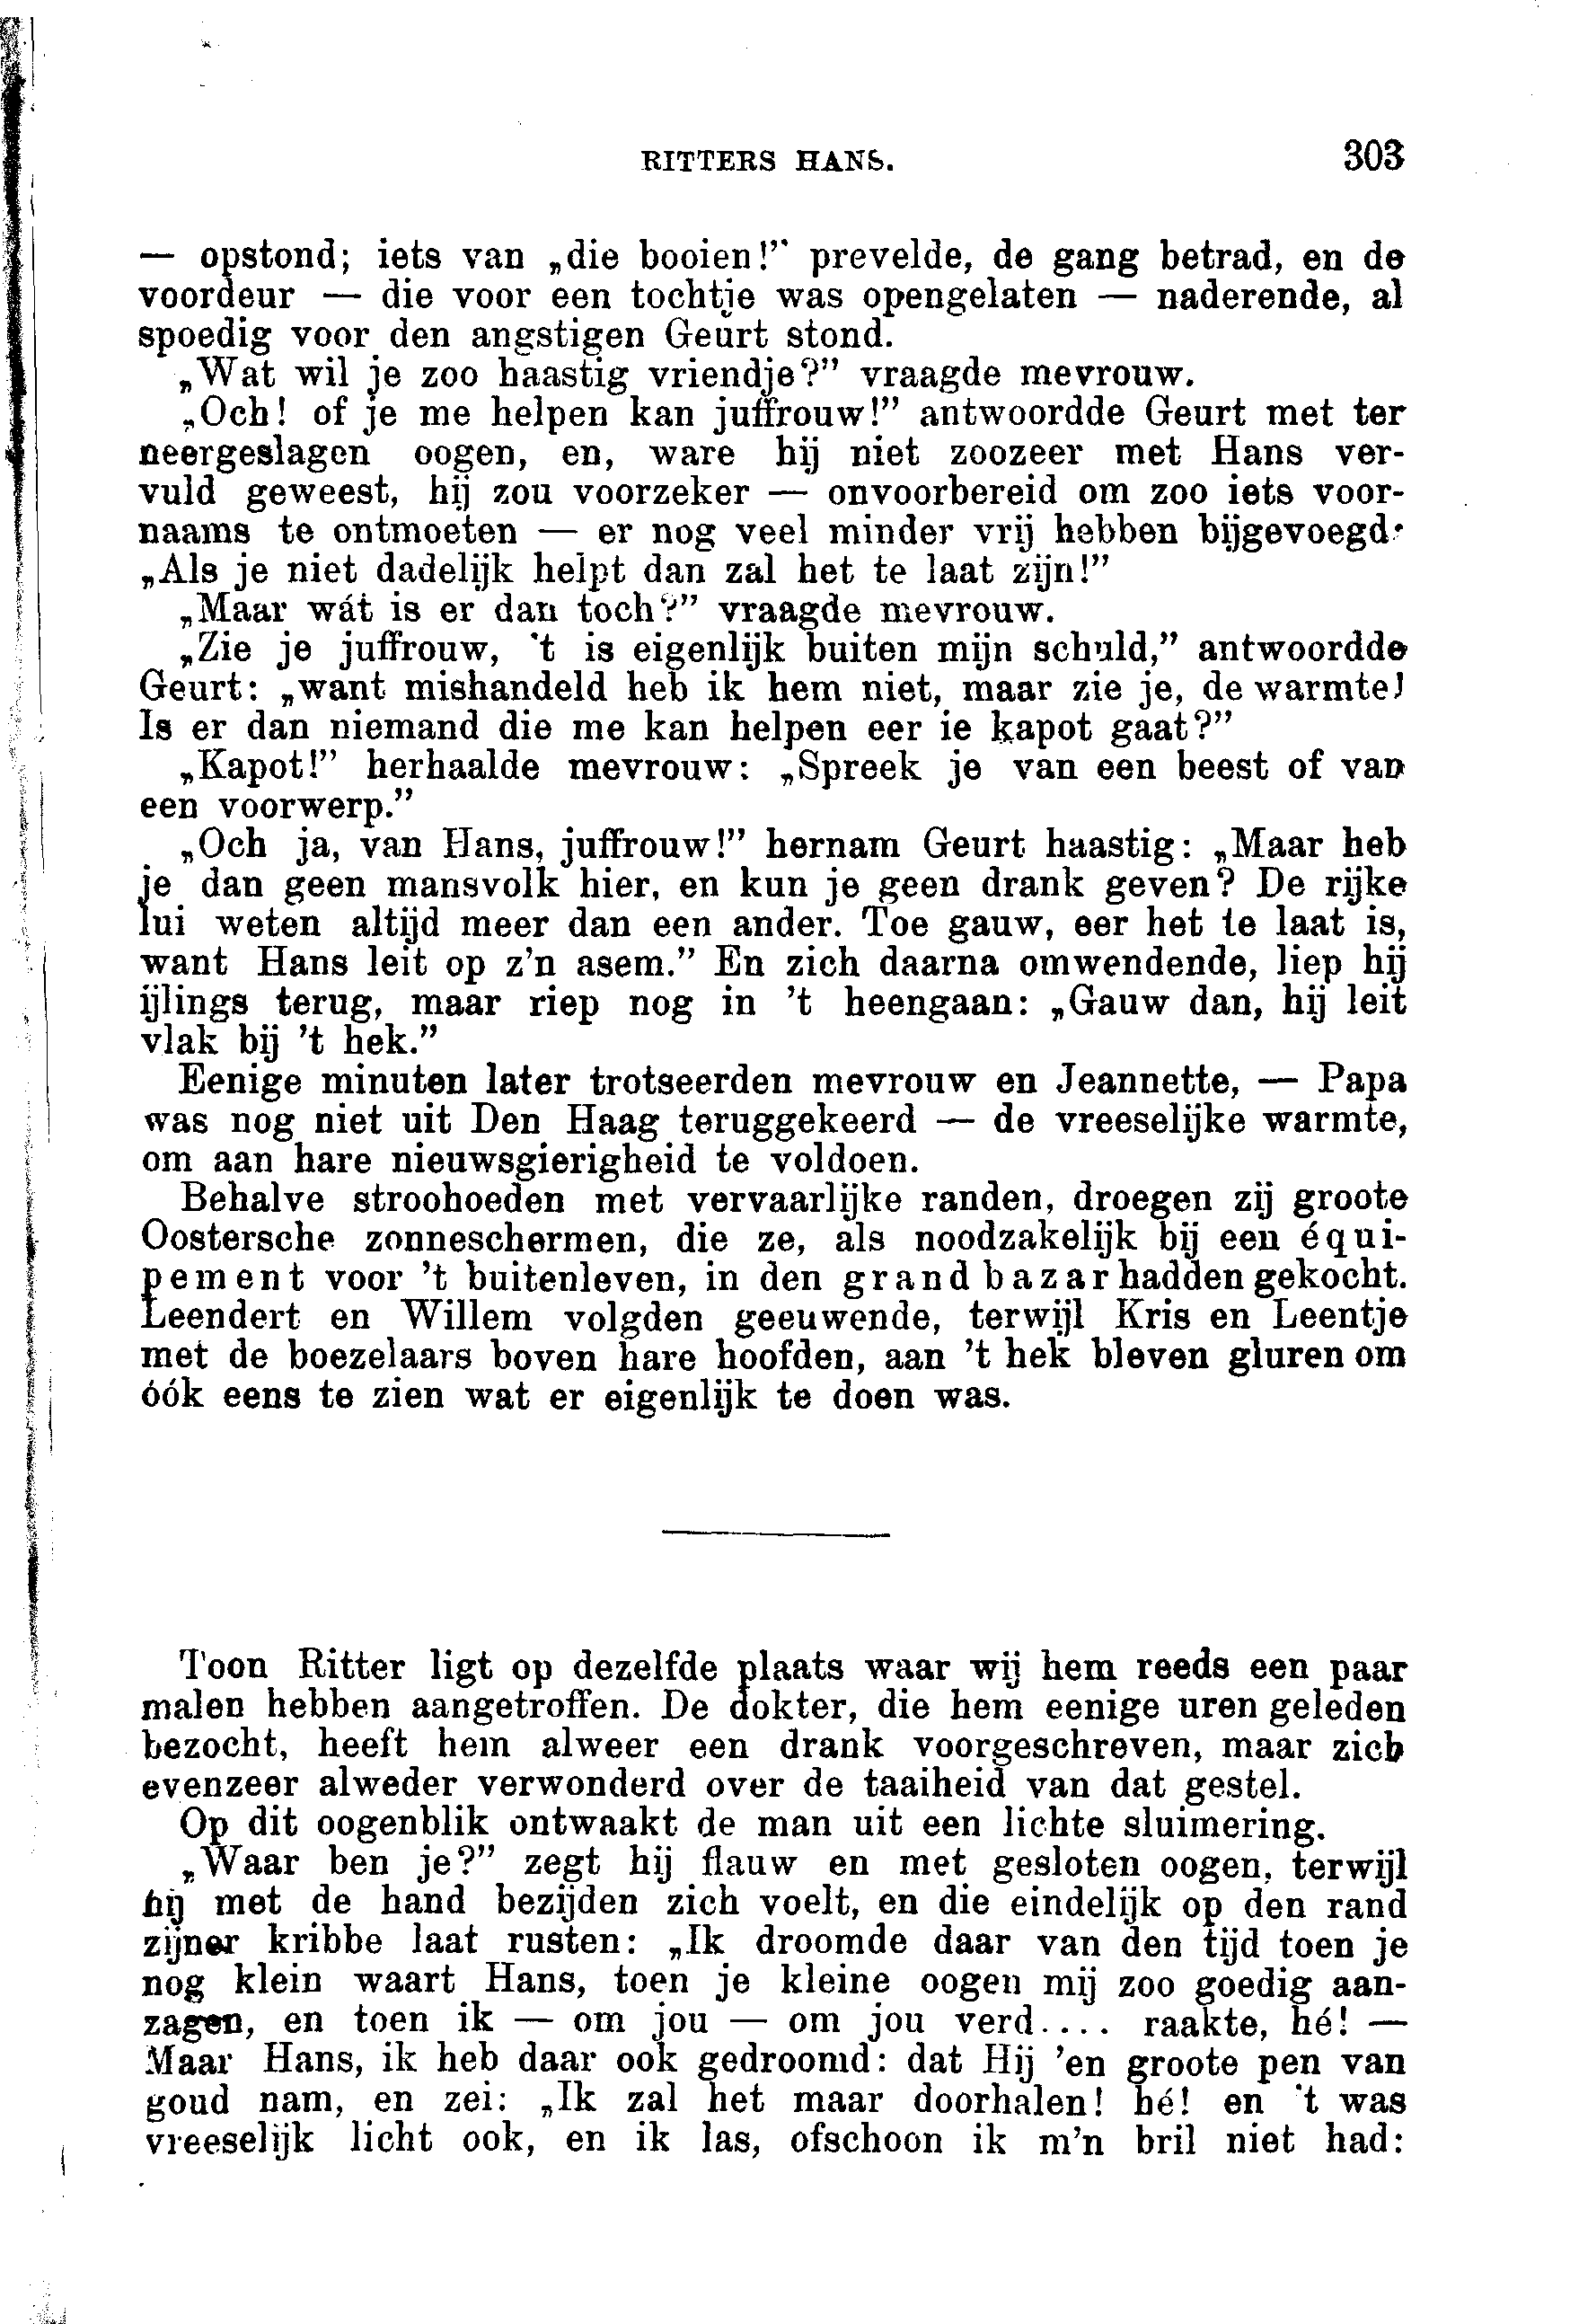 RITTERS HANS. 303
— opstond; iets van „die booien!” prevelde, de gang betrad, en de
voordeur — die voor een tochtje was opengelaten — naderende, al
spoedig voor den angstigen Geurt stond.
„Wat wil je zoo haastig vriendje?” vraagde mevrouw.
„Och! of je me helpen kan juffrouw!” antwoordde Geurt met ter
neergeslagen oogen, en, ware hij niet zoozeer met Hans ver-
vuld geweest, hij zou voorzeker — onvoorbereid om zoo iets voor-
naams te ontmoeten — er nog veel minder vrij hebben bijgevoegd:
„Als je niet dadelijk helpt dan zal het te laat zijn!”
„Maar wát is er dan toch?” vraagde mevrouw.
„Zie je juffrouw, 't is eigenlijk buiten mijn schuld,” antwoordde
Geurt: „want mishandeld heb ik hem niet, maar zie je, de warmte!
Is er dan niemand die me kan helpen eer ie kapot gaat?”
„Kapot!” herhaalde mevrouw: „Spreek je van een beest of van
een voorwerp.”
„Och ja, van Hans, juffrouw!” hernam Geurt haastig: „Maar heb
je dan geen mansvolk hier, en kun je geen drank geven? De rijke
lui weten altijd meer dan een ander. Toe gauw, eer het te laat is,
want Hans leit op z'n asem.” En zich daarna omwendende, liep hij
ijlings terug, maar riep nog in 't heengaan: „Gauw dan, hij leit
vlak bij 't hek.”
Eenige minuten later trotseerden mevrouw en Jeannette, — Papa
was nog niet uit Den Haag teruggekeerd — de vreeselijke warmte,
om aan hare nieuwsgierigheid te voldoen.
Behalve stroohoeden met vervaarlijke randen, droegen zij groote
Oostersche zonneschermen, die ze, als noodzakelijk bij een équi-
pement voor 't buitenleven, in den grand bazar hadden gekocht.
Leendert en Willem volgden geeuwende, terwijl Kris en Leentje
met de boezelaars boven hare hoofden, aan 't hek bleven gluren om
óók eens te zien wat er eigenlijk te doen was.
Toon Ritter ligt op dezelfde plaats waar wij hem reeds een paar
malen hebben aangetroffen. De dokter, die hem eenige uren geleden
bezocht, heeft hem alweer een drank voorgeschreven, maar zich
evenzeer alweder verwonderd over de taaiheid van dat gestel.
Op dit oogenblik ontwaakt de man uit een lichte sluimering.
„Waar ben je?” zegt hij flauw en met gesloten oogen, terwijl
hij met de hand bezijden zich voelt, en die eindelijk op den rand
zijner kribbe laat rusten: „Ik droomde daar van den tijd toen je
nog klein waart Hans, toen je kleine oogen mij zoo goedig aan-
zagen, en toen ik — om jou — om jou verd.... raakte, hé! —
Maar Hans, ik heb daar ook gedroomd: dat Hij 'en groote pen van
goud nam, en zei: „Ik zal het maar doorhalen! hé! en 't was
vreeselijk licht ook, en ik las, ofschoon ik m'n bril niet had: